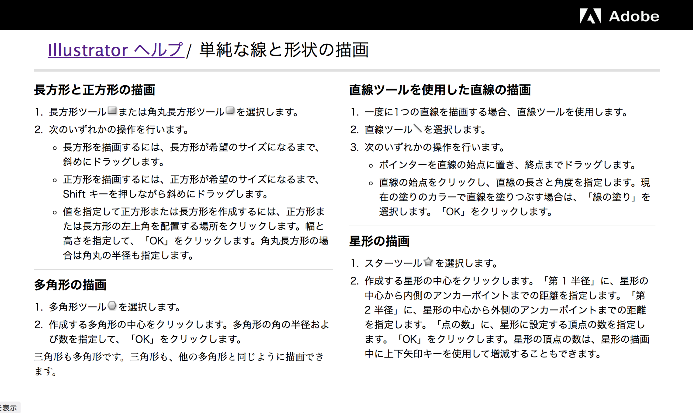 Adobe
Illustrator ヘルプ/ 単純な線と形状の描画
長方形と正方形の描画
1. 長方形ツールまたは角丸長方形ツールを選択します。
2. 次のいずれかの操作を行います。
長方形を描画するには、長方形が希望のサイズになるまで、
斜めにドラッグします。
正方形を描画するには、正方形が希望のサイズになるまで、
Shift キーを押しながら斜めにドラッグします。
値を指定して正方形または長方形を作成するには、正方形ま
たは長方形の左上角を配置する場所をクリックします。幅と
高さを指定して、「OK」をクリックします。角丸長方形の場
合は角丸の半径も指定します。
多角形の描画
1. 多角形ツールを選択します。
2. 作成する多角形の中心をクリックします。多角形の角の半径およ
び数を指定して、「OK」をクリックします。
三角形も多角形です。三角形も、他の多角形と同じように描画でき
ます。
直線ツールを使用した直線の描画
1. 一度に1つの直線を描画する場合、直線ツールを使用します。
2. 直線ツールを選択します。
3. 次のいずれかの操作を行います。
ポインターを直線の始点に置き、終点までドラッグします。
直線の始点をクリックし、直線の長さと角度を指定します。現
在の塗りのカラーで直線を塗りつぶす場合は、「線の塗り」を
選択します。「OK」をクリックします。
星形の描画
1. スターツールを選択します。
2. 作成する星形の中心をクリックします。「第 1 半径」に、星形の
中心から内側のアンカーポイントまでの距離を指定します。「第
2 半径」に、星形の中心から外側のアンカーポイントまでの距離
を指定します。「点の数」に、星形に設定する頂点の数を指定し
ます。「OK」をクリックします。星形の頂点の数は、星形の描画
中に上下矢印キーを使用して増減することもできます。
を表示